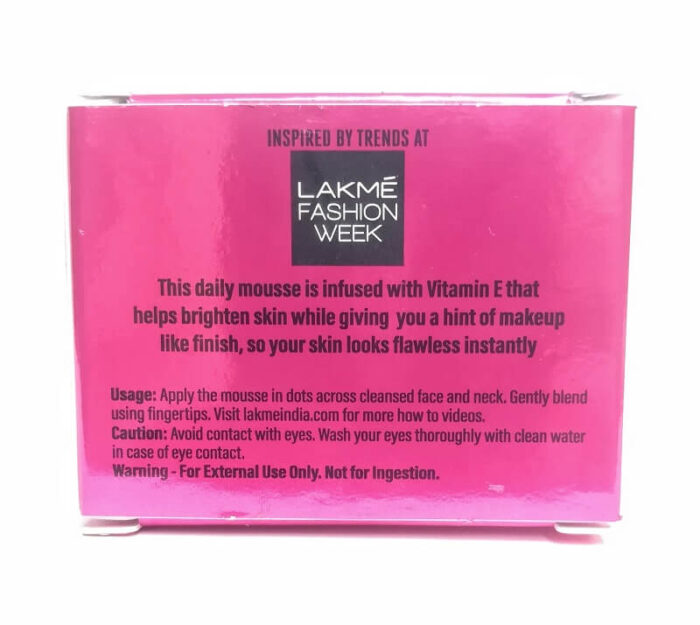 INSPIRED BY TRENDS AT
LAKMÉ
FASHION
WEEK
This daily mousse is infused with Vitamin E that
helps brighten skin while giving you a hint of makeup
like finish, so your skin looks flawless instantly
Usage: Apply the mousse in dots across cleansed face and neck. Gently blend
using fingertips. Visit lakmeindia.com for more how to videos.
Caution: Avoid contact with eyes. Wash your eyes thoroughly with clean water
in case of eye contact.
Warning - For External Use Only. Not for Ingestion.